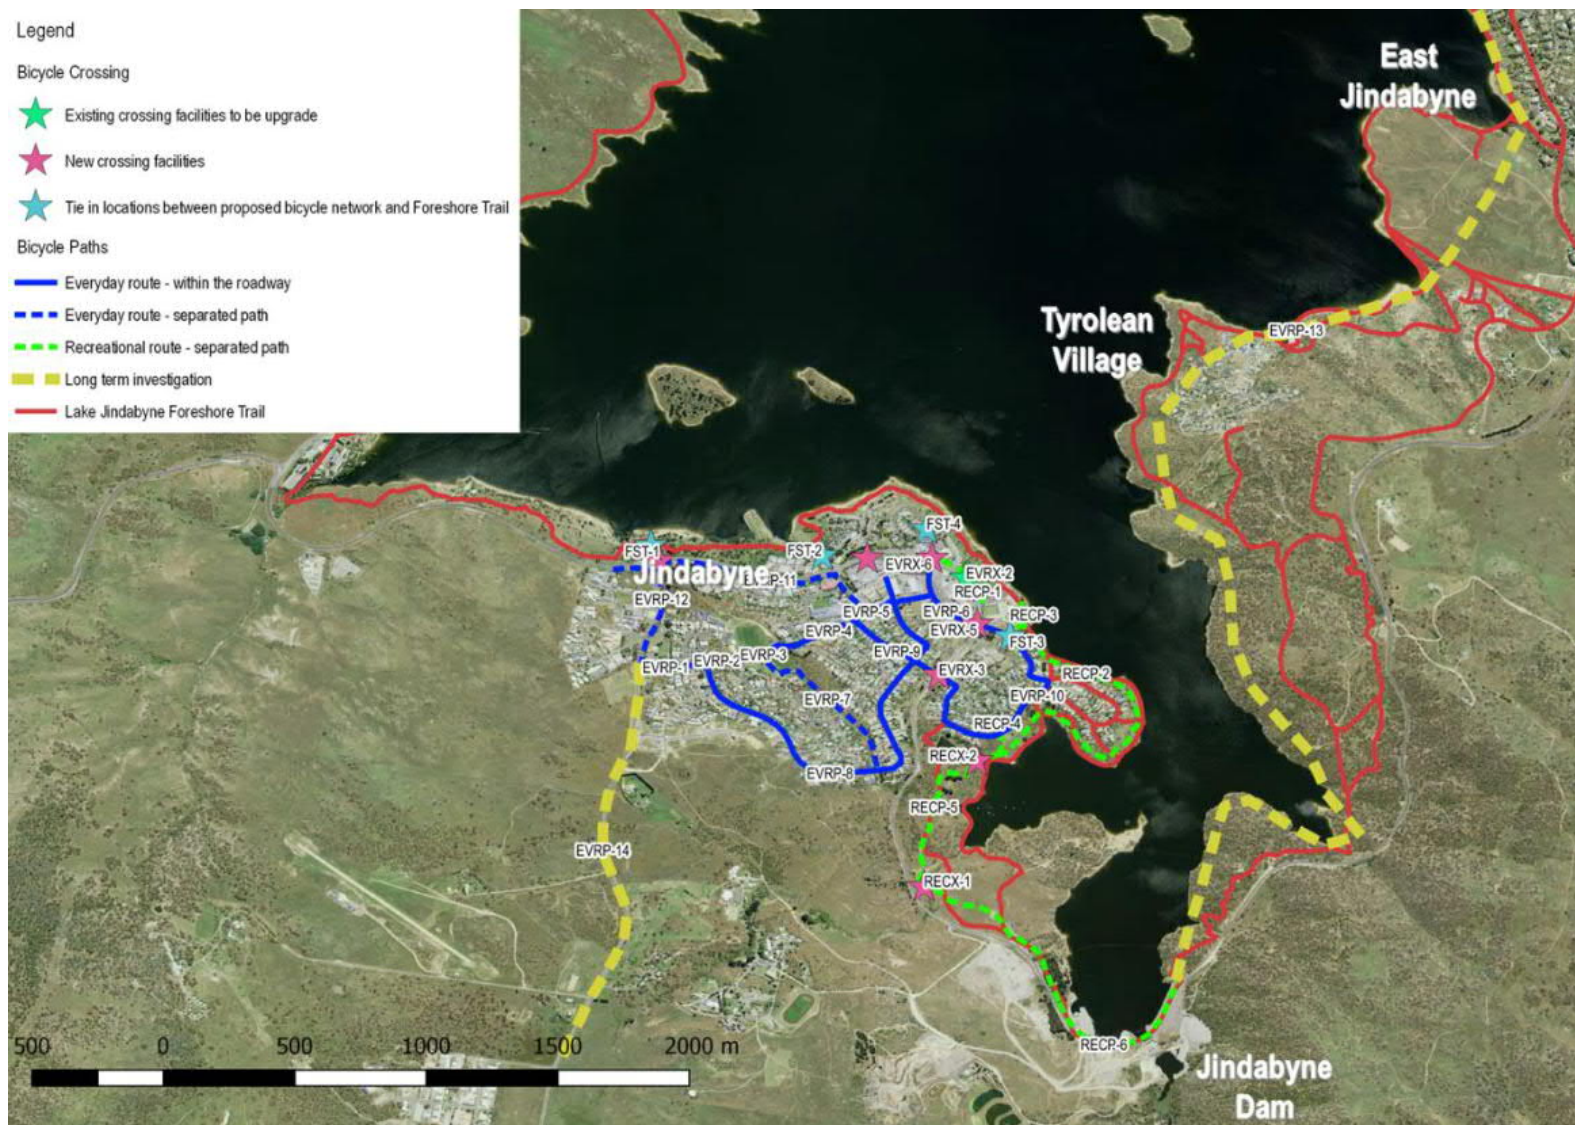 Legend
Bicycle Crossing
Existing crossing facilities to be upgrade
New crossing facilities
Tie in locations between proposed bicycle network and Foreshore Trail
Bicycle Paths
Everyday route - within the roadway
Everyday route - separated path
Recreational route - separated path
Long term investigation
Lake Jindabyne Foreshore Trail
East
Jindabyne
Tyrolean
Village
EVRP-13
FST-4
FST-1
FST-2
Jindabyne
EVRX-6
EVRX-2
RECP-1
EVRP-12
EVRP-5
EVRP-6
RECP-3
EVRP-4
EVRX-5
FST-3
EVRP-1
EVRP-2
EVRP-3
EVRP-9
EVRX-3
RECP-2
EVRP-7
EVRP-10
RECP-4
EVRP-8
RECX-2
RECP-5
EVRP-14
RECX-1
RECP-6
500 0 500 1000 1500 2000 m
Jindabyne
Dam